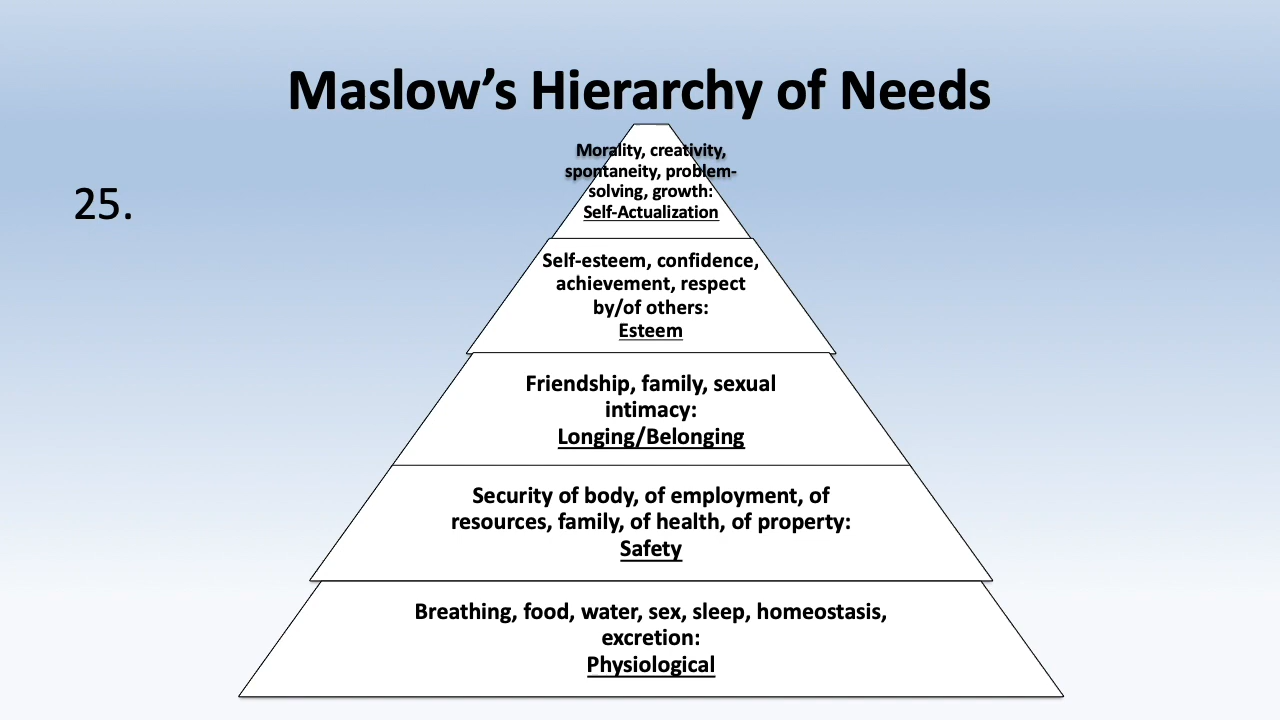 Maslow’s Hierarchy of Needs
25.
Morality, creativity,
spontaneity, problem-
solving, growth:
Self-Actualization
Self-esteem, confidence,
achievement, respect
by/of others:
Esteem
Friendship, family, sexual
intimacy:
Longing/Belonging
Security of body, of employment, of
resources, family, of health, of property:
Safety
Breathing, food, water, sex, sleep, homeostasis,
excretion:
Physiological